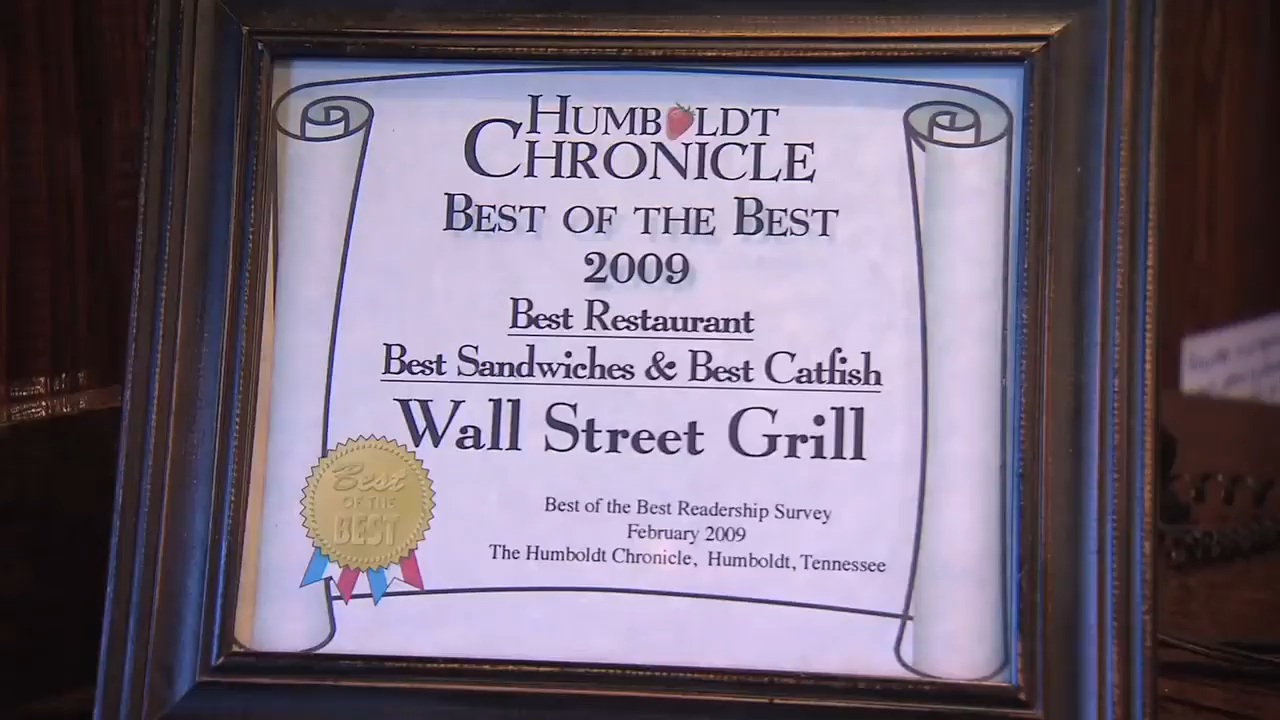 HUMBLDT
CHRONICLE
BEST OF THE BEST
2009
Best Restaurant
Best Sandwiches & Best Catfish
Wall Street Grill
Best
OF THE
BEST
Best of the Best Readership Survey
February 2009
The Humboldt Chronicle, Humboldt, Tennessee